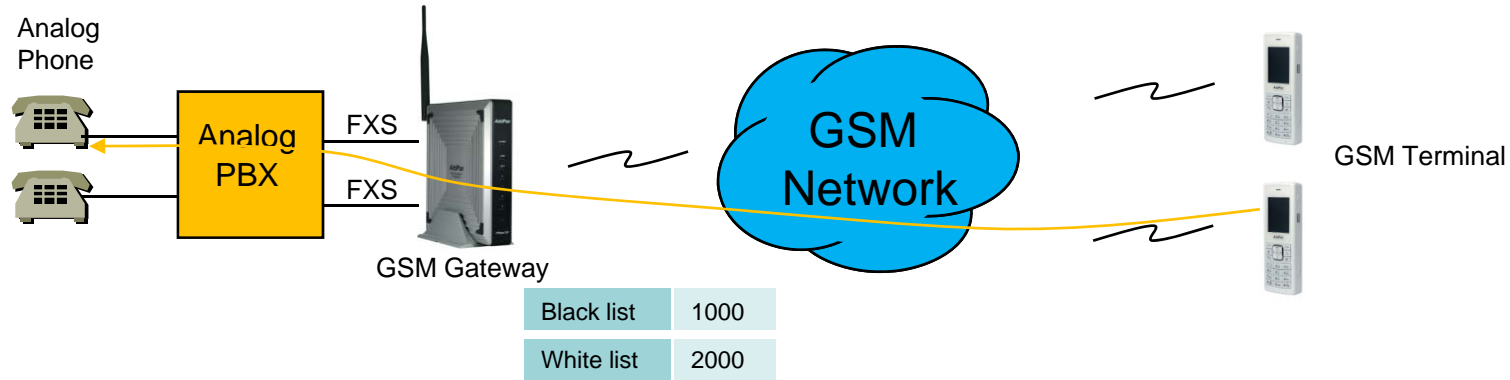 Analog
Phone
Analog
PBX
FXS
FXS
GSM Gateway
GSM
Network
GSM Terminal
Black list 1000
White list 2000